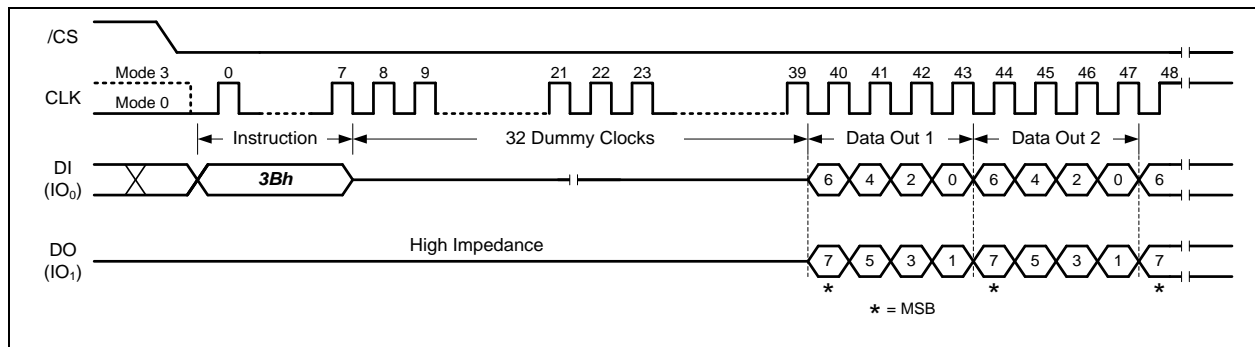 /CS
Mode 3 0 7 8 9 21 22 23 39 40 41 42 43 44 45 46 47 48
CLK
Mode 0
Instruction 32 Dummy Clocks Data Out 1 Data Out 2
DI
(IO0)
3Bh 6 4 2 0 6 4 2 0 6
High Impedance
DO
(IO1)
7 5 3 1 7 5 3 1 7
* * *
* = MSB